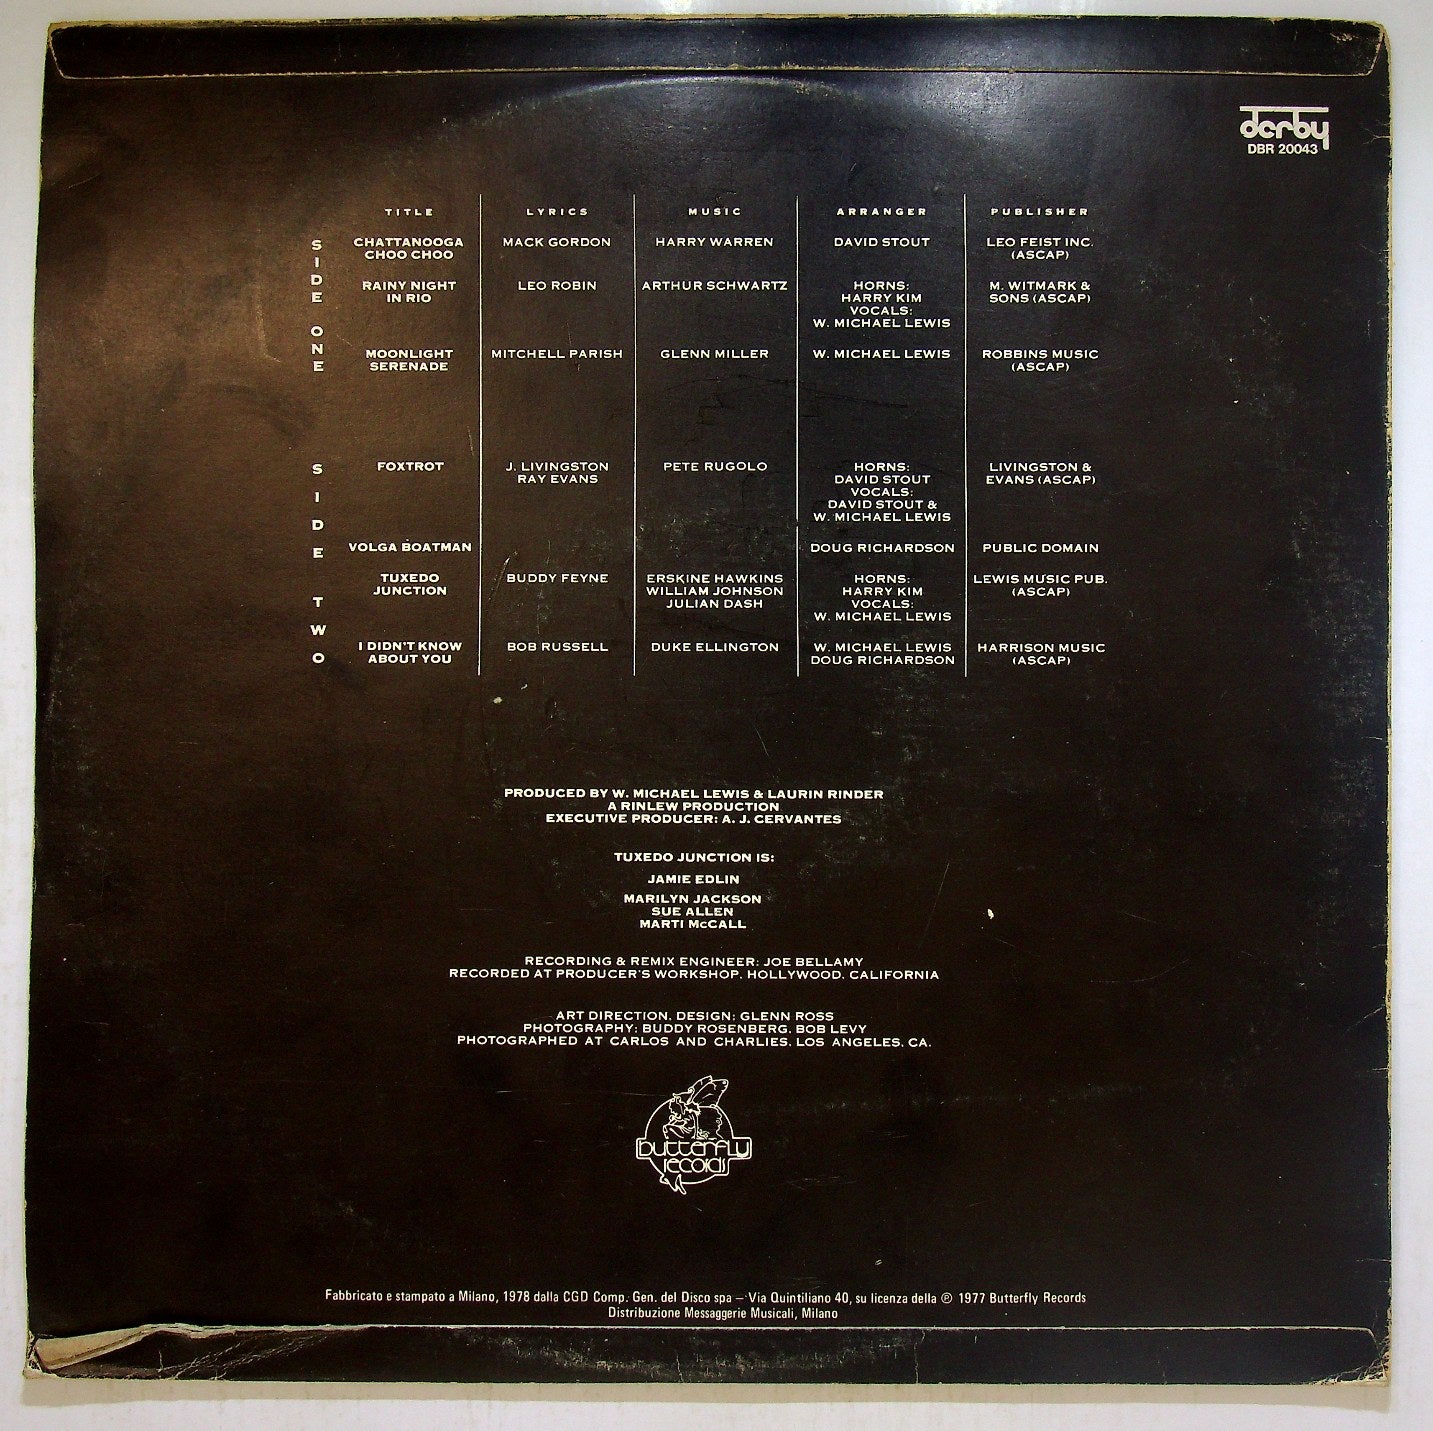 derby
DBR 20043
TITLE LYRICS MUSIC ARRANGER PUBLISHER
SIDE ONE
CHATTANOOGA MACK GORDON HARRY WARREN DAVID STOUT LEO FEIST INC.
CHOO CHOO (ASCAP)
RAINY NIGHT LEO ROBIN ARTHUR SCHWARTZ HORNS: M. WITMARK &
IN RIO HARRY KIM SONS (ASCAP)
VOCALS:
W. MICHAEL LEWIS
MOONLIGHT MITCHELL PARISH GLENN MILLER W. MICHAEL LEWIS ROBBINS MUSIC
SERENADE (ASCAP)
SIDE TWO
FOXTROT J. LIVINGSTON PETE RUGOLO HORNS: LIVINGSTON &
RAY EVANS DAVID STOUT EVANS (ASCAP)
VOCALS:
DAVID STOUT &
W. MICHAEL LEWIS
VOLGA BOATMAN DOUG RICHARDSON PUBLIC DOMAIN
TUXEDO BUDDY FEYNE ERSKINE HAWKINS HORNS: LEWIS MUSIC PUB.
JUNCTION WILLIAM JOHNSON HARRY KIM (ASCAP)
JULIAN DASH VOCALS:
W. MICHAEL LEWIS
I DIDN'T KNOW BOB RUSSELL DUKE ELLINGTON W. MICHAEL LEWIS HARRISON MUSIC
ABOUT YOU DOUG RICHARDSON (ASCAP)
PRODUCED BY W. MICHAEL LEWIS & LAURIN RINDER
A RINLEW PRODUCTION
EXECUTIVE PRODUCER: A. J. CERVANTES
TUXEDO JUNCTION IS:
JAMIE EDLIN
MARILYN JACKSON
SUE ALLEN
MARTI McCALL
RECORDING & REMIX ENGINEER: JOE BELLAMY
RECORDED AT PRODUCER'S WORKSHOP, HOLLYWOOD, CALIFORNIA
ART DIRECTION, DESIGN: GLENN ROSS
PHOTOGRAPHY: BUDDY ROSENBERG, BOB LEVY
PHOTOGRAPHED AT CARLOS AND CHARLIES, LOS ANGELES, CA.
butterfly
records
Fabbricato e stampato a Milano, 1978 dalla CGD Comp. Gen. del Disco spa – Via Quintiliano 40, su licenza della ℗ 1977 Butterfly Records
Distribuzione Messaggerie Musicali, Milano